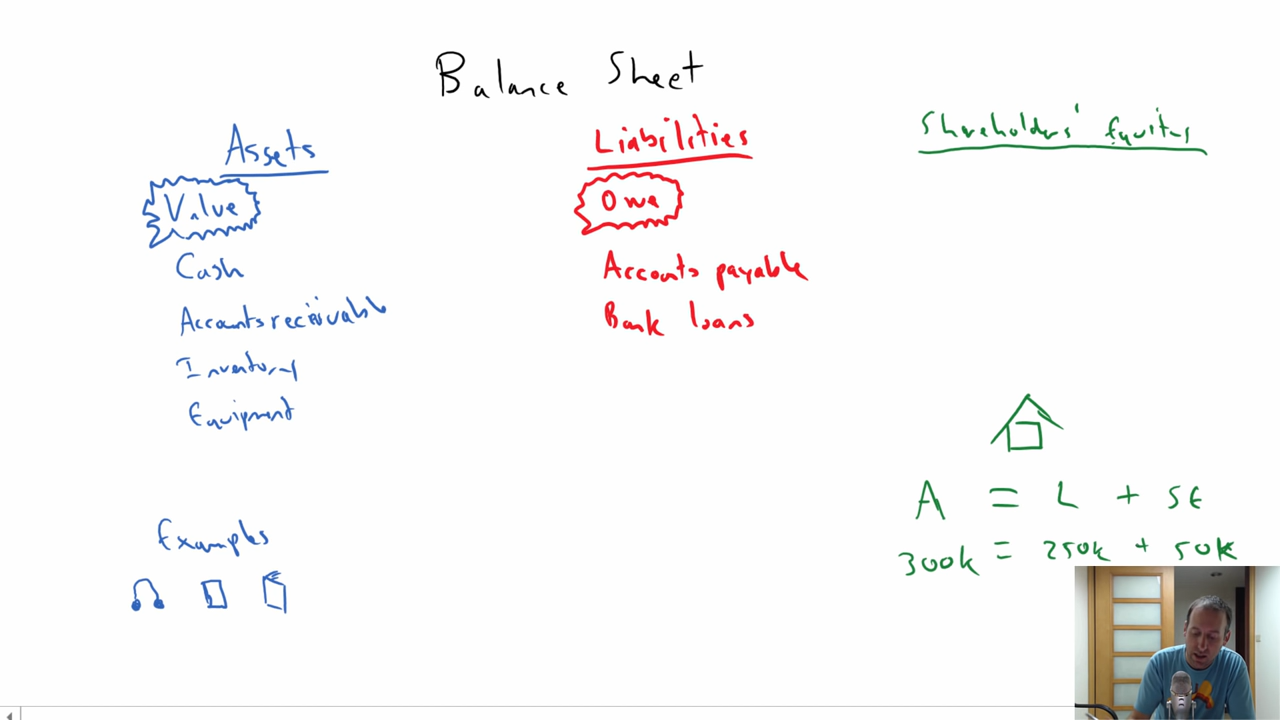 Balance Sheet
Assets
Value
Cash
Accounts receivable
Inventory
Equipment
Examples
Liabilities
Owe
Accounts payable
Bank loans
Shareholders' Equity
A = L + SE
300k = 250k + 50k